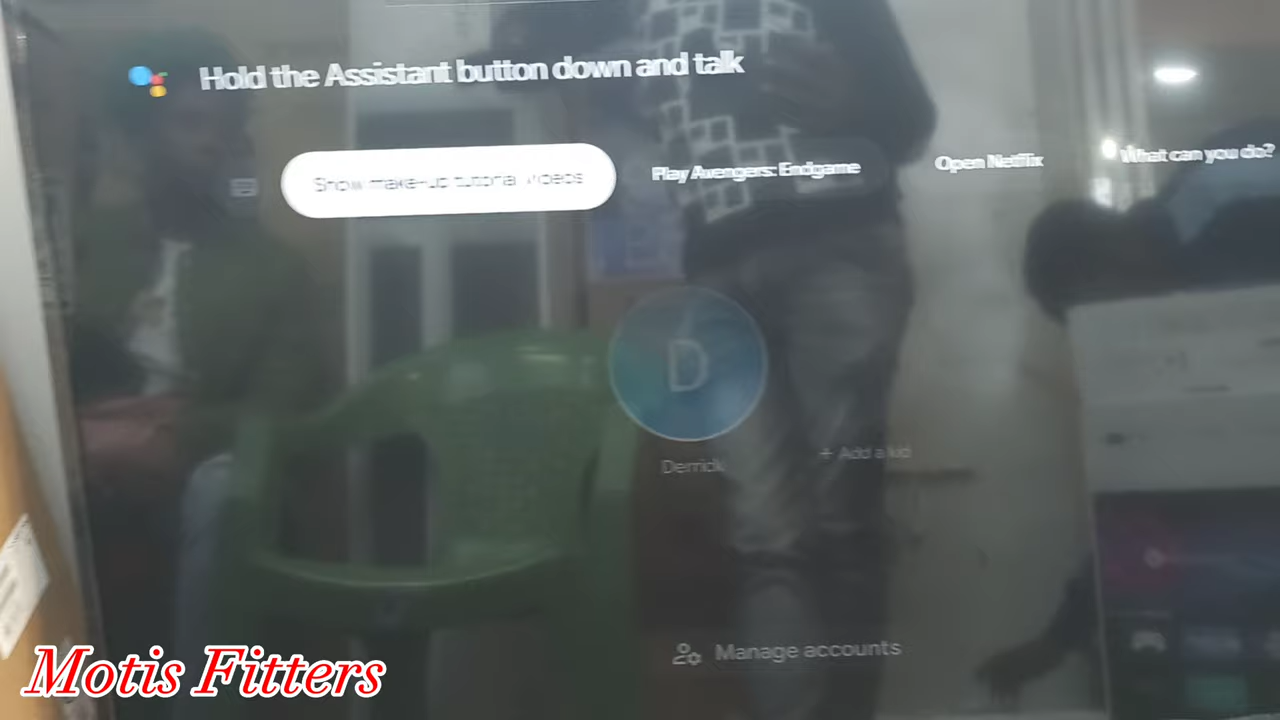 Hold the Assistant button down and talk
Show make-up tutorial videos
Play Avengers: Endgame
Open Netflix
What can you do?
D
Derrick
+ Add a kid
Manage accounts
Motis Fitters